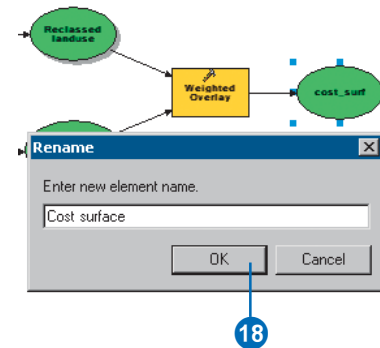 Reclassed
landuse
Weighted
Overlay
cost_surf
Rename
Enter new element name.
Cost surface
OK
Cancel
18